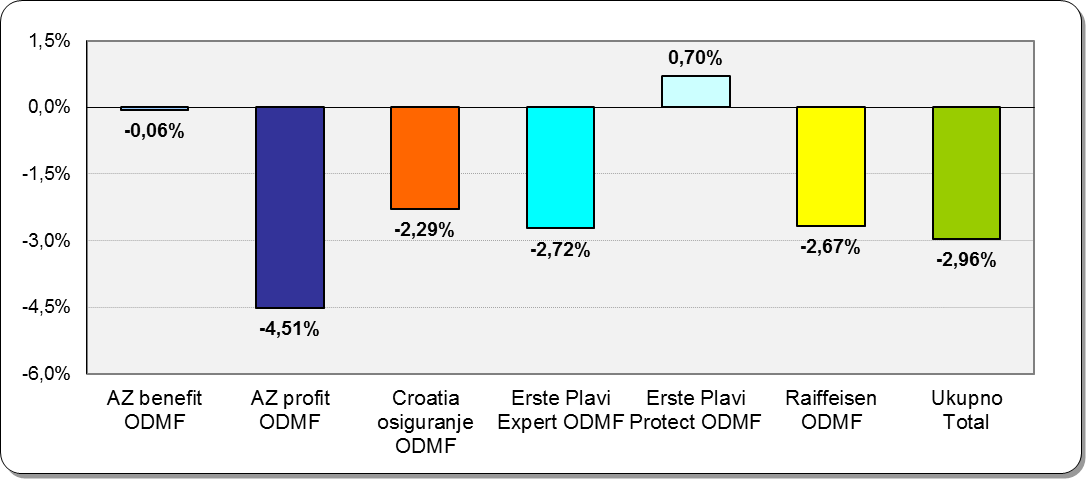 1,5%
0,0%
-1,5%
-3,0%
-4,5%
-6,0%
-0,06%
-4,51%
-2,29%
-2,72%
0,70%
-2,67%
-2,96%
AZ benefit
ODMF
AZ profit
ODMF
Croatia
osiguranje
ODMF
Erste Plavi
Expert ODMF
Erste Plavi
Protect ODMF
Raiffeisen
ODMF
Ukupno
Total